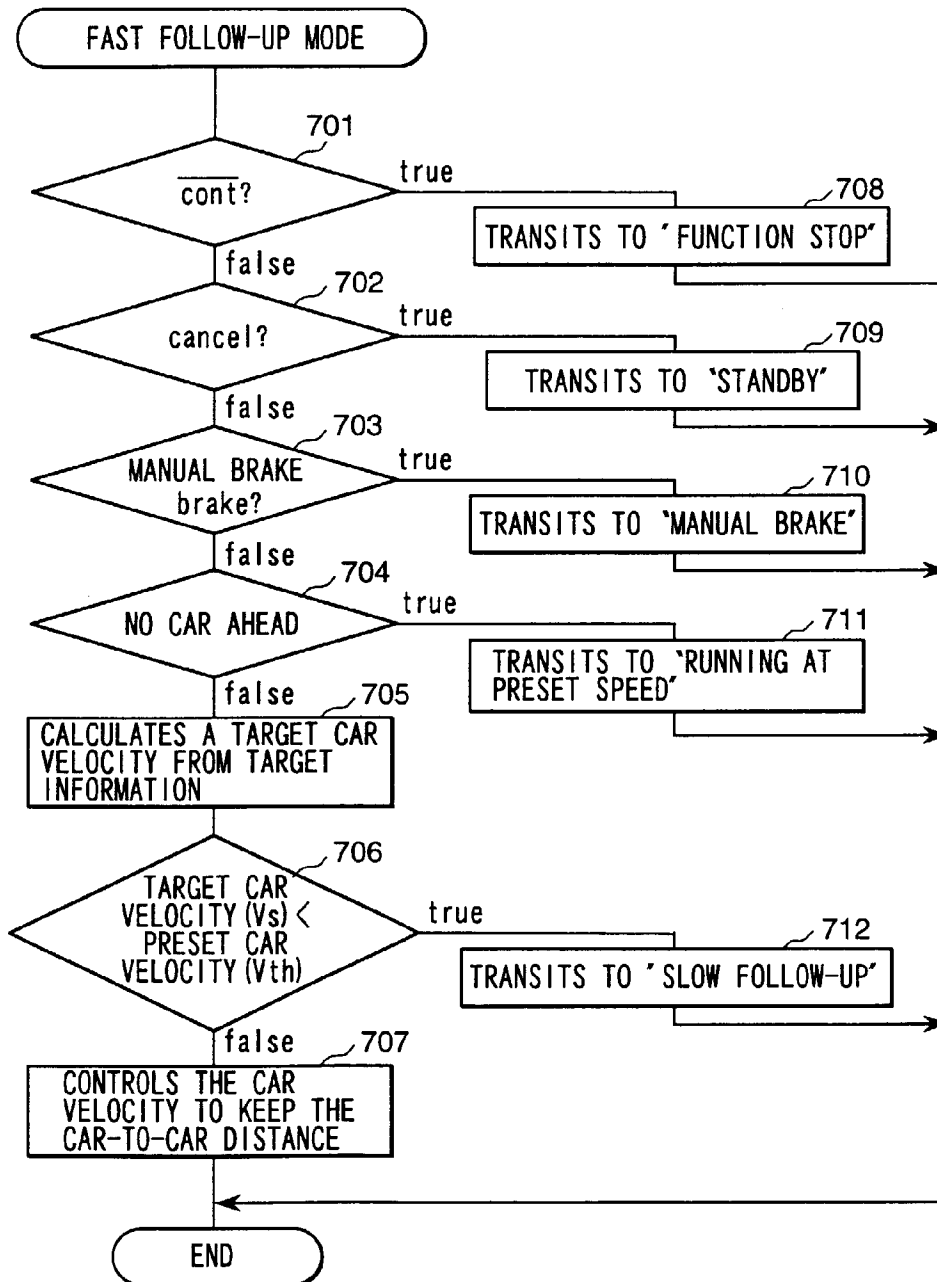 FAST FOLLOW-UP MODE
701
c̅o̅n̅t̅?
true
708
TRANSITS TO "FUNCTION STOP"
false
702
cancel?
true
709
TRANSITS TO "STANDBY"
false
703
MANUAL BRAKE
brake?
true
710
TRANSITS TO "MANUAL BRAKE"
false
704
NO CAR AHEAD
true
711
TRANSITS TO "RUNNING AT
PRESET SPEED"
false
705
CALCULATES A TARGET CAR
VELOCITY FROM TARGET
INFORMATION
706
TARGET CAR
VELOCITY(Vs)<
PRESET CAR
VELOCITY(Vth)
true
712
TRANSITS TO "SLOW FOLLOW-UP"
false
707
CONTROLS THE CAR
VELOCITY TO KEEP THE
CAR-TO-CAR DISTANCE
END